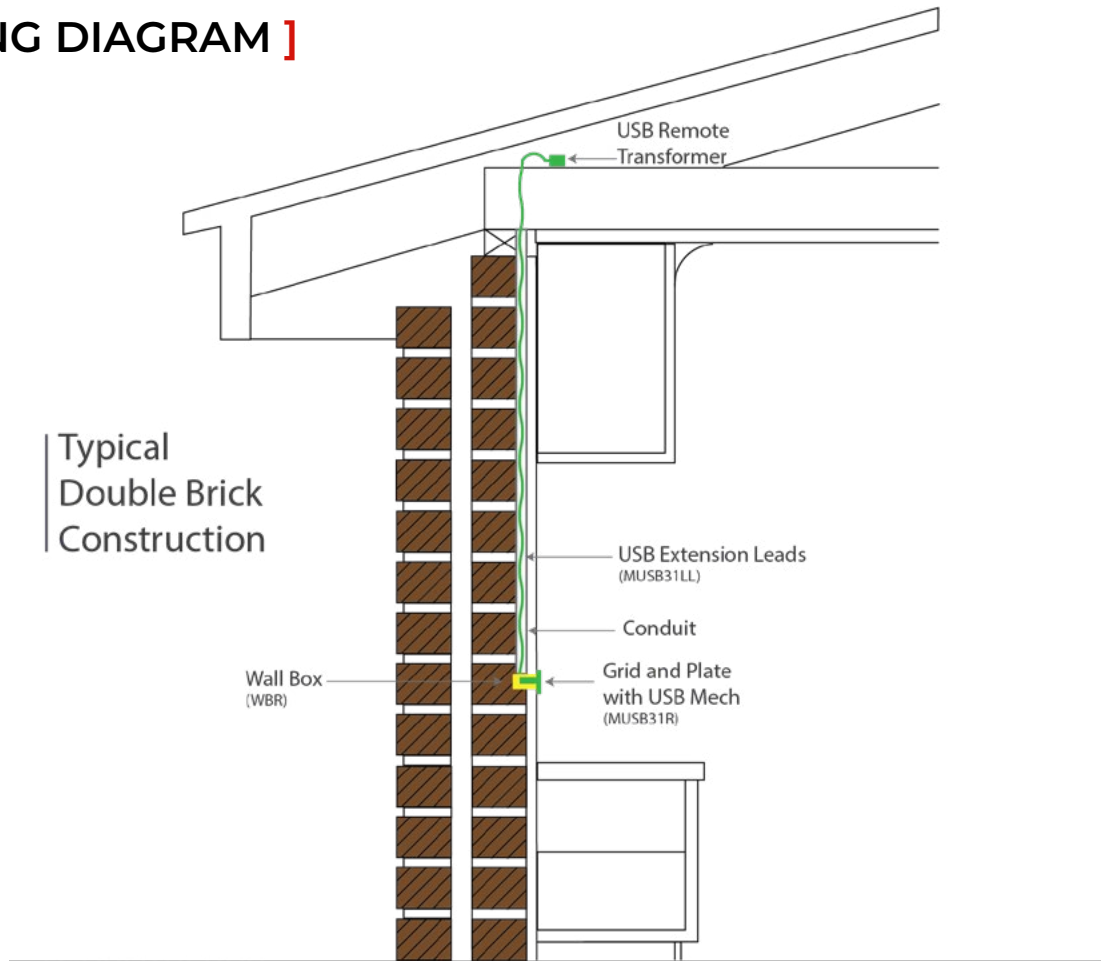 NG DIAGRAM ]
USB Remote
Transformer
Typical
Double Brick
Construction
USB Extension Leads
(MUSB31LL)
Conduit
Wall Box
(WBR)
Grid and Plate
with USB Mech
(MUSB31R)